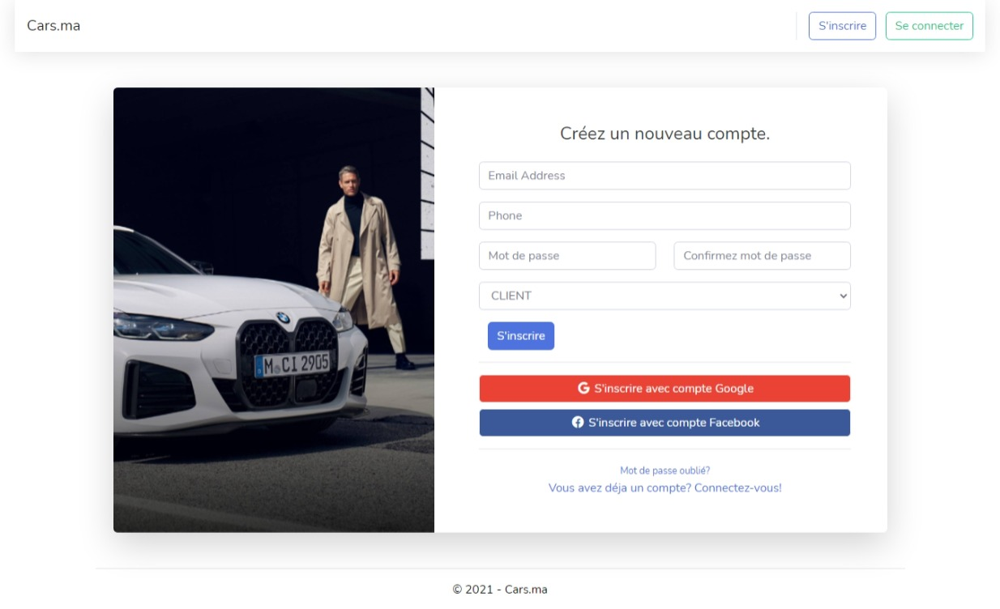 Cars.ma
S'inscrire
Se connecter
Créez un nouveau compte.
Email Address
Phone
Mot de passe
Confirmez mot de passe
CLIENT
S'inscrire
M CI 2905
S'inscrire avec compte Google
S'inscrire avec compte Facebook
Mot de passe oublié?
Vous avez déja un compte? Connectez-vous!
© 2021 - Cars.ma